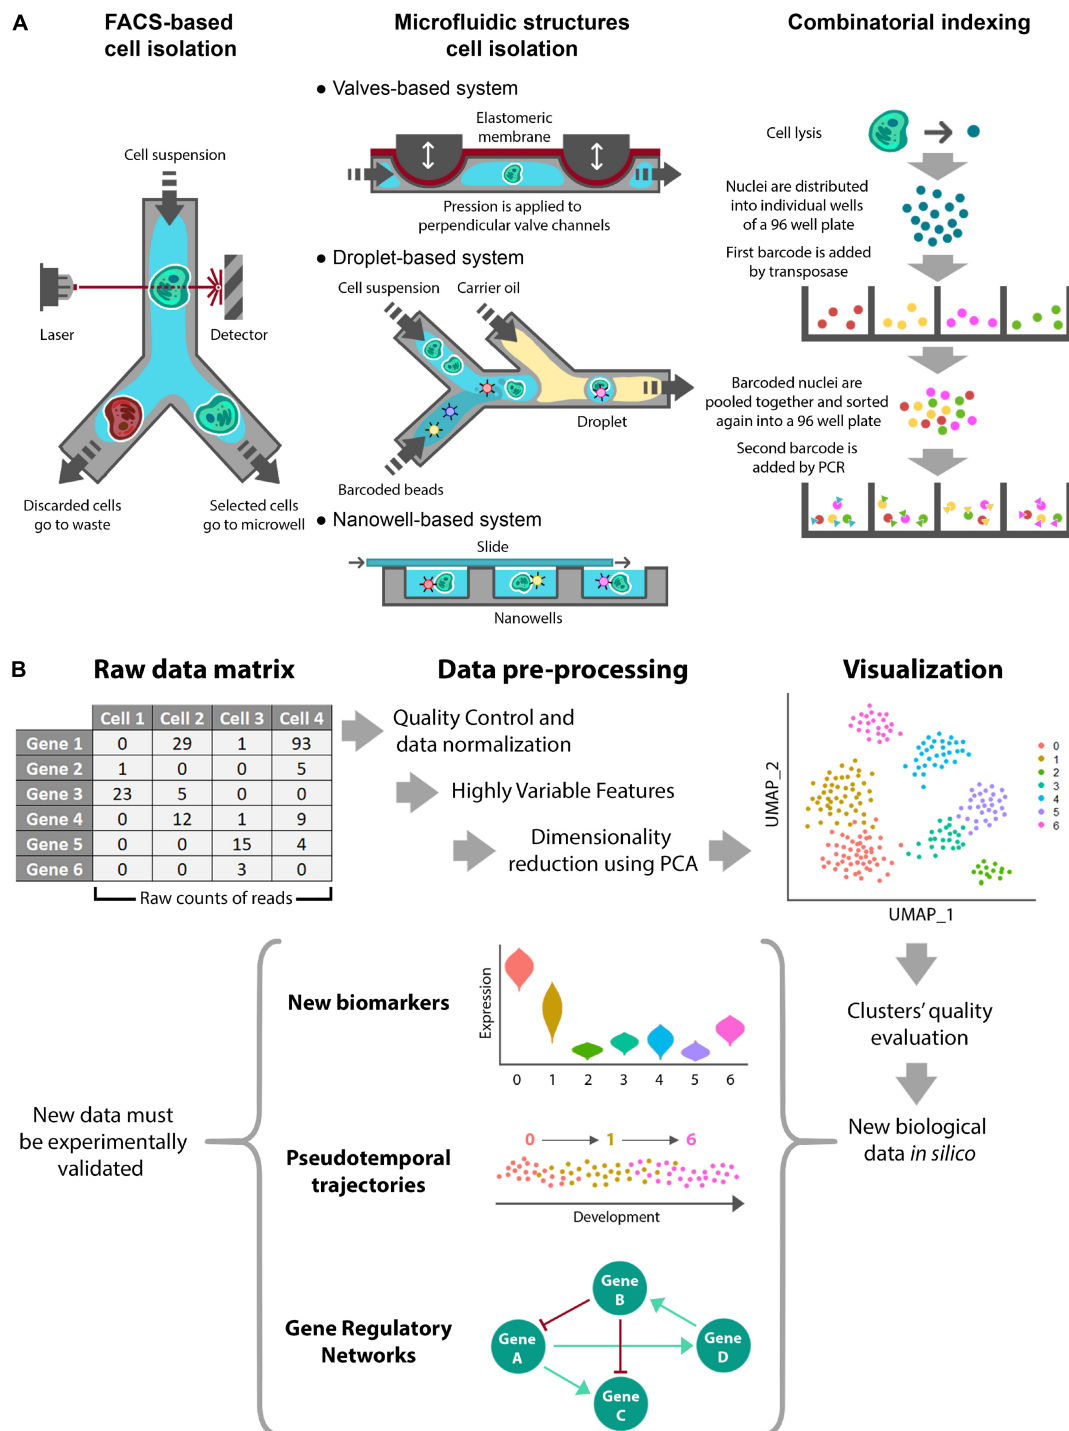 A
FACS-based
cell isolation
Cell suspension
Laser
Detector
Discarded cells
go to waste
Selected cells
go to microwell
Microfluidic structures
cell isolation
● Valves-based system
Elastomeric
membrane
Pression is applied to
perpendicular valve channels
● Droplet-based system
Cell suspension
Carrier oil
Droplet
Barcoded beads
● Nanowell-based system
Slide
Nanowells
Combinatorial indexing
Cell lysis
Nuclei are distributed
into individual wells
of a 96 well plate
First barcode is added
by transposase
Barcoded nuclei are
pooled together and sorted
again into a 96 well plate
Second barcode is
added by PCR
B
Raw data matrix
Cell 1 Cell 2 Cell 3 Cell 4
Gene 1 0 29 1 93
Gene 2 1 0 0 5
Gene 3 23 5 0 0
Gene 4 0 12 1 9
Gene 5 0 0 15 4
Gene 6 0 0 3 0
Raw counts of reads
Data pre-processing
Quality Control and
data normalization
Highly Variable Features
Dimensionality
reduction using PCA
Visualization
UMAP_2
UMAP_1
0
1
2
3
4
5
6
Clusters' quality
evaluation
New biological
data in silico
New biomarkers
Expression
0 1 2 3 4 5 6
Pseudotemporal
trajectories
0 1 6
Development
Gene Regulatory
Networks
Gene
B
Gene
A
Gene
D
Gene
C
New data must
be experimentally
validated